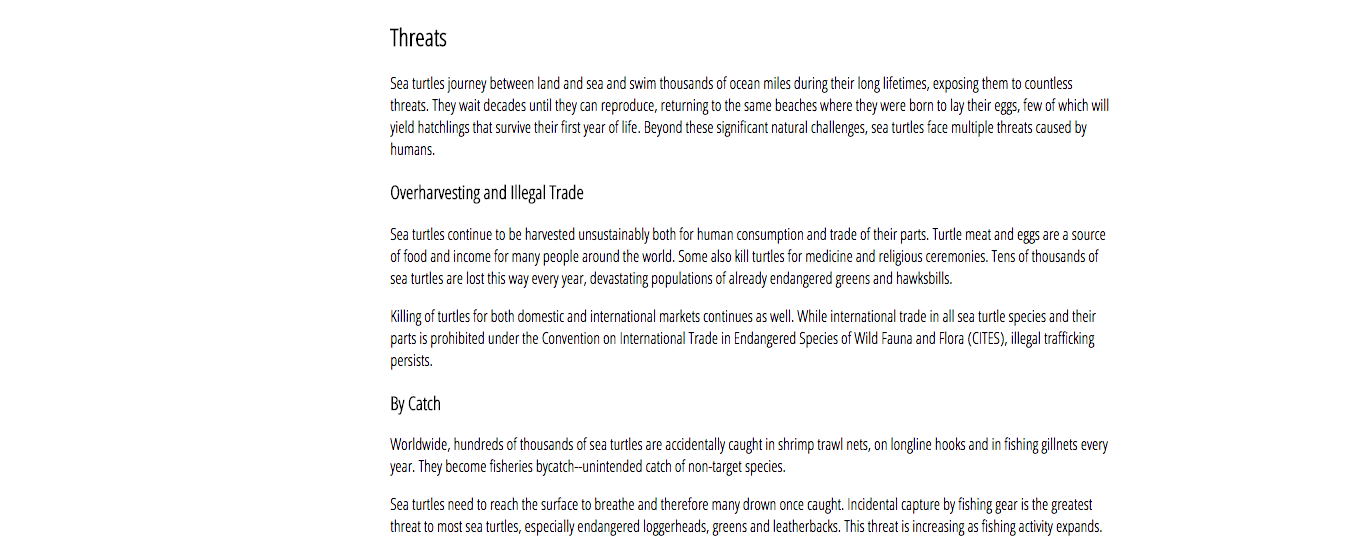 Threats
Sea turtles journey between land and sea and swim thousands of ocean miles during their long lifetimes, exposing them to countless
threats. They wait decades until they can reproduce, returning to the same beaches where they were born to lay their eggs, few of which will
yield hatchlings that survive their first year of life. Beyond these significant natural challenges, sea turtles face multiple threats caused by
humans.
Overharvesting and Illegal Trade
Sea turtles continue to be harvested unsustainably both for human consumption and trade of their parts. Turtle meat and eggs are a source
of food and income for many people around the world. Some also kill turtles for medicine and religious ceremonies. Tens of thousands of
sea turtles are lost this way every year, devastating populations of already endangered greens and hawksbills.
Killing of turtles for both domestic and international markets continues as well. While international trade in all sea turtle species and their
parts is prohibited under the Convention on International Trade in Endangered Species of Wild Fauna and Flora (CITES), illegal trafficking
persists.
By Catch
Worldwide, hundreds of thousands of sea turtles are accidentally caught in shrimp trawl nets, on longline hooks and in fishing gillnets every
year. They become fisheries bycatch--unintended catch of non-target species.
Sea turtles need to reach the surface to breathe and therefore many drown once caught. Incidental capture by fishing gear is the greatest
threat to most sea turtles, especially endangered loggerheads, greens and leatherbacks. This threat is increasing as fishing activity expands.